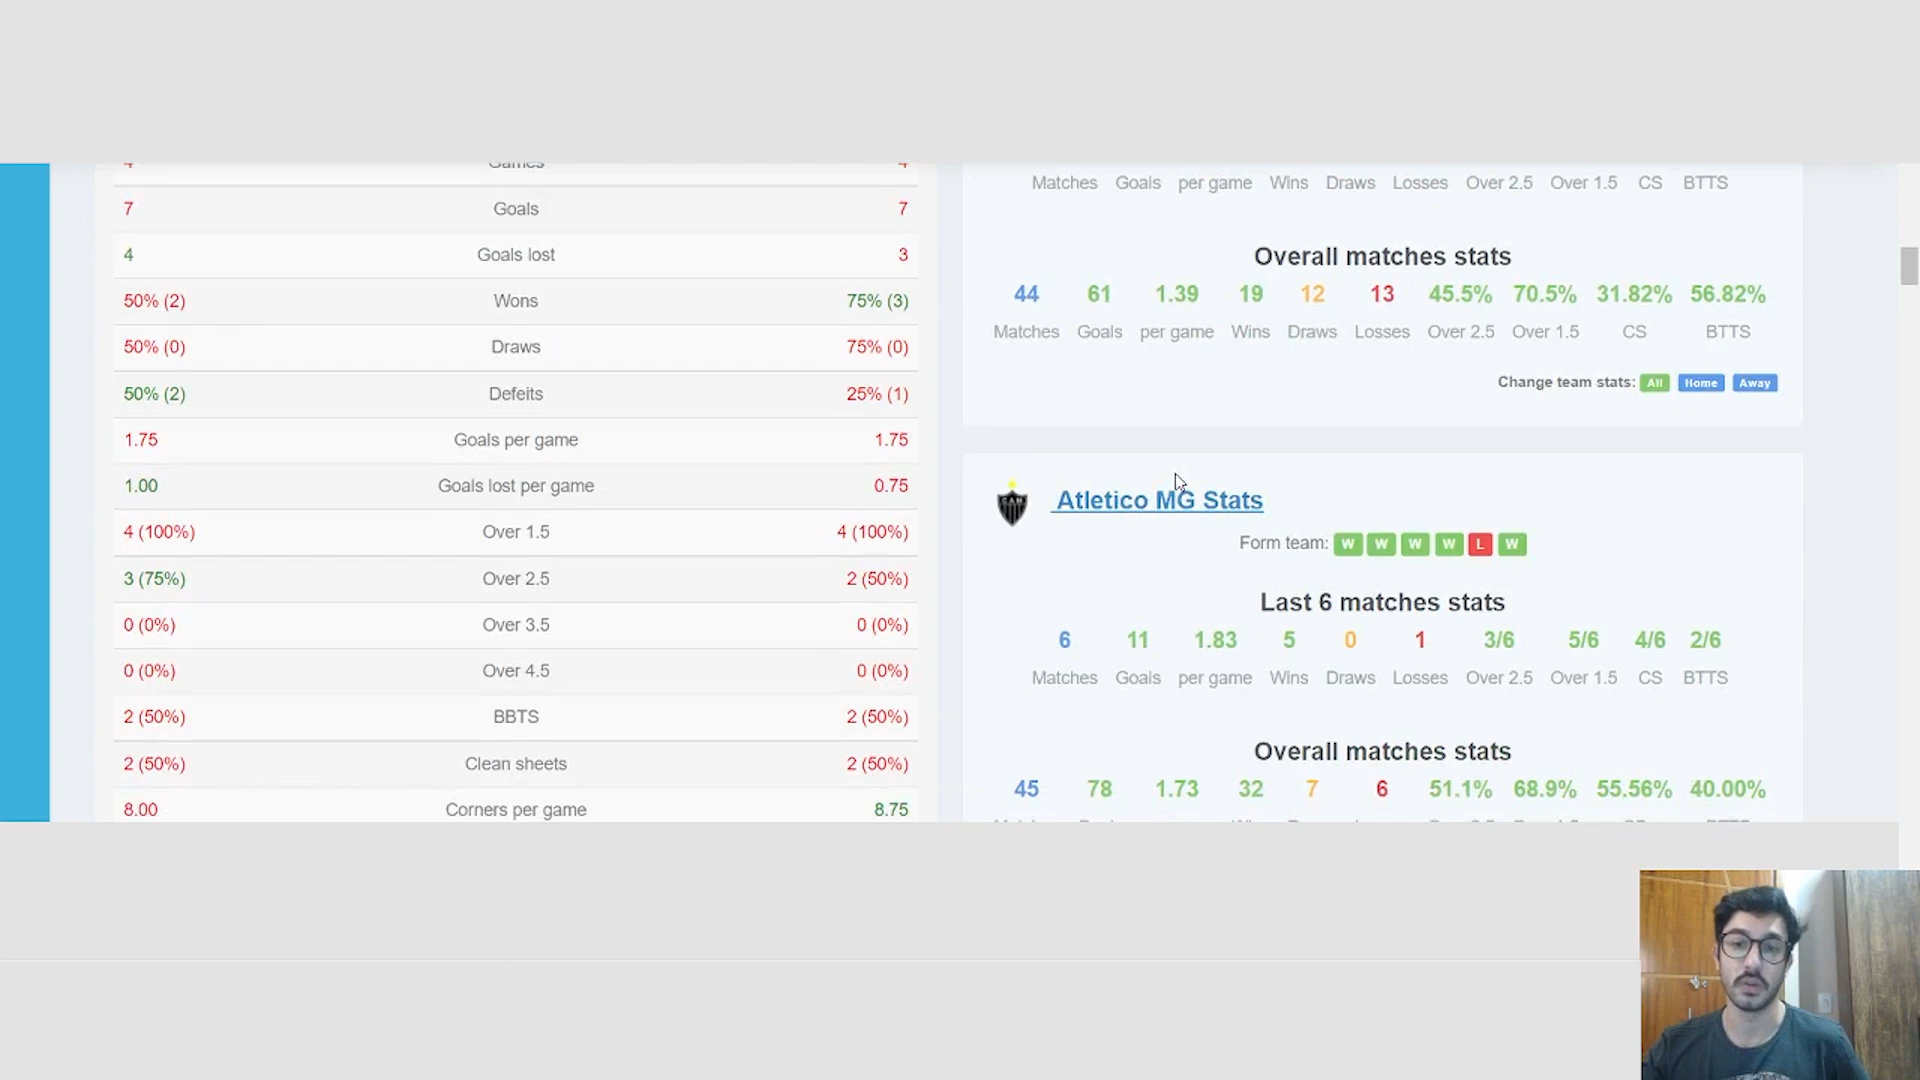 4 Games 4
7 Goals 7
4 Goals lost 3
50% (2) Wons 75% (3)
50% (0) Draws 75% (0)
50% (2) Defeits 25% (1)
1.75 Goals per game 1.75
1.00 Goals lost per game 0.75
4 (100%) Over 1.5 4 (100%)
3 (75%) Over 2.5 2 (50%)
0 (0%) Over 3.5 0 (0%)
0 (0%) Over 4.5 0 (0%)
2 (50%) BBTS 2 (50%)
2 (50%) Clean sheets 2 (50%)
8.00 Corners per game 8.75
Matches Goals per game Wins Draws Losses Over 2.5 Over 1.5 CS BTTS
Overall matches stats
44 61 1.39 19 12 13 45.5% 70.5% 31.82% 56.82%
Matches Goals per game Wins Draws Losses Over 2.5 Over 1.5 CS BTTS
Change team stats: All Home Away
CAM
Atletico MG Stats
Form team: W W W W L W
Last 6 matches stats
6 11 1.83 5 0 1 3/6 5/6 4/6 2/6
Matches Goals per game Wins Draws Losses Over 2.5 Over 1.5 CS BTTS
Overall matches stats
45 78 1.73 32 7 6 51.1% 68.9% 55.56% 40.00%